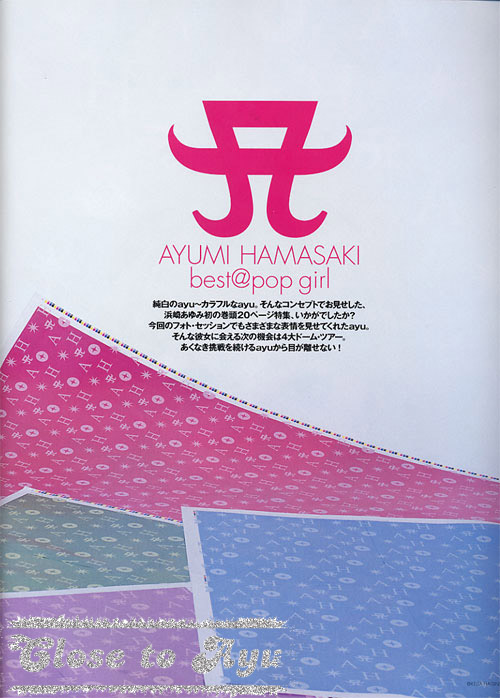 AYUMI HAMASAKI
best@pop girl
純白のayu〜カラフルなayu。そんなコンセプトでお見せした、
浜崎あゆみ初の巻頭20ページ特集、いかがでしたか？
今回のフォト・セッションでもさまざまな表情を見せてくれたayu。
そんな彼女に会える次の機会は4大ドーム・ツアー。
あくなき挑戦を続けるayuから目が離せない！
Close to Ayu